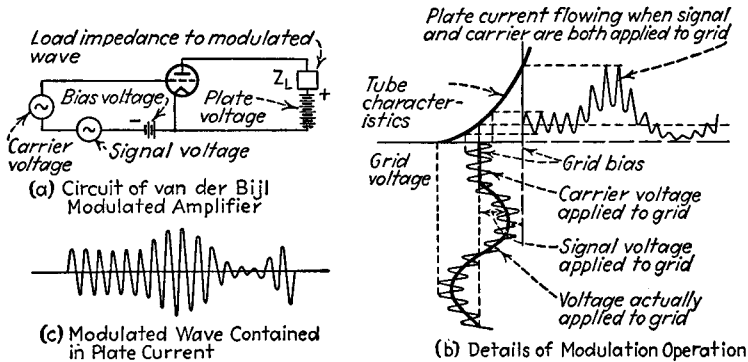 Load impedance to modulated
wave
Z_L
+
Bias voltage
-
Plate
voltage
Carrier
voltage
Signal voltage
(a) Circuit of van der Bijl
Modulated Amplifier
(c) Modulated Wave Contained
in Plate Current
Plate current flowing when signal
and carrier are both applied to grid
Tube
character-
istics
Grid
voltage
Grid bias
Carrier voltage
applied to grid
Signal voltage
applied to grid
Voltage actually
applied to grid
(b) Details of Modulation Operation